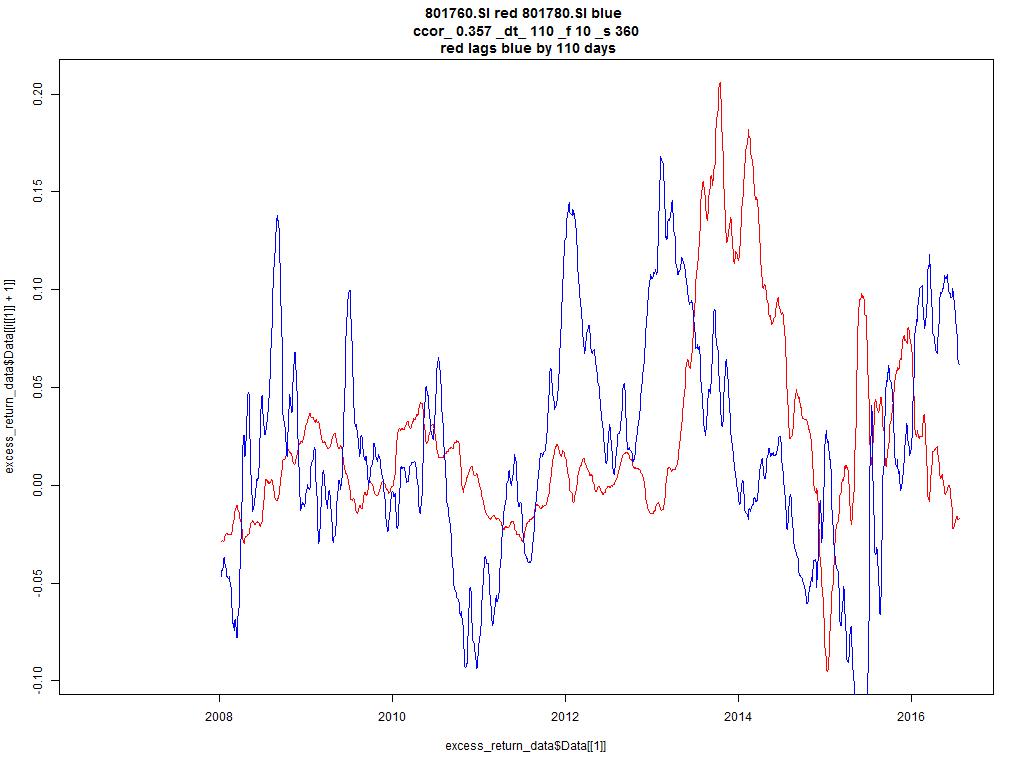 801760.SI red 801780.SI blue
ccor_ 0.357 _dt_ 110 _f 10 _s 360
red lags blue by 110 days
0.20
0.15
0.10
0.05
0.00
-0.05
-0.10
excess_return_data$Data[[i[[1]] + 1]]
2008
2010
2012
2014
2016
excess_return_data$Data[[1]]